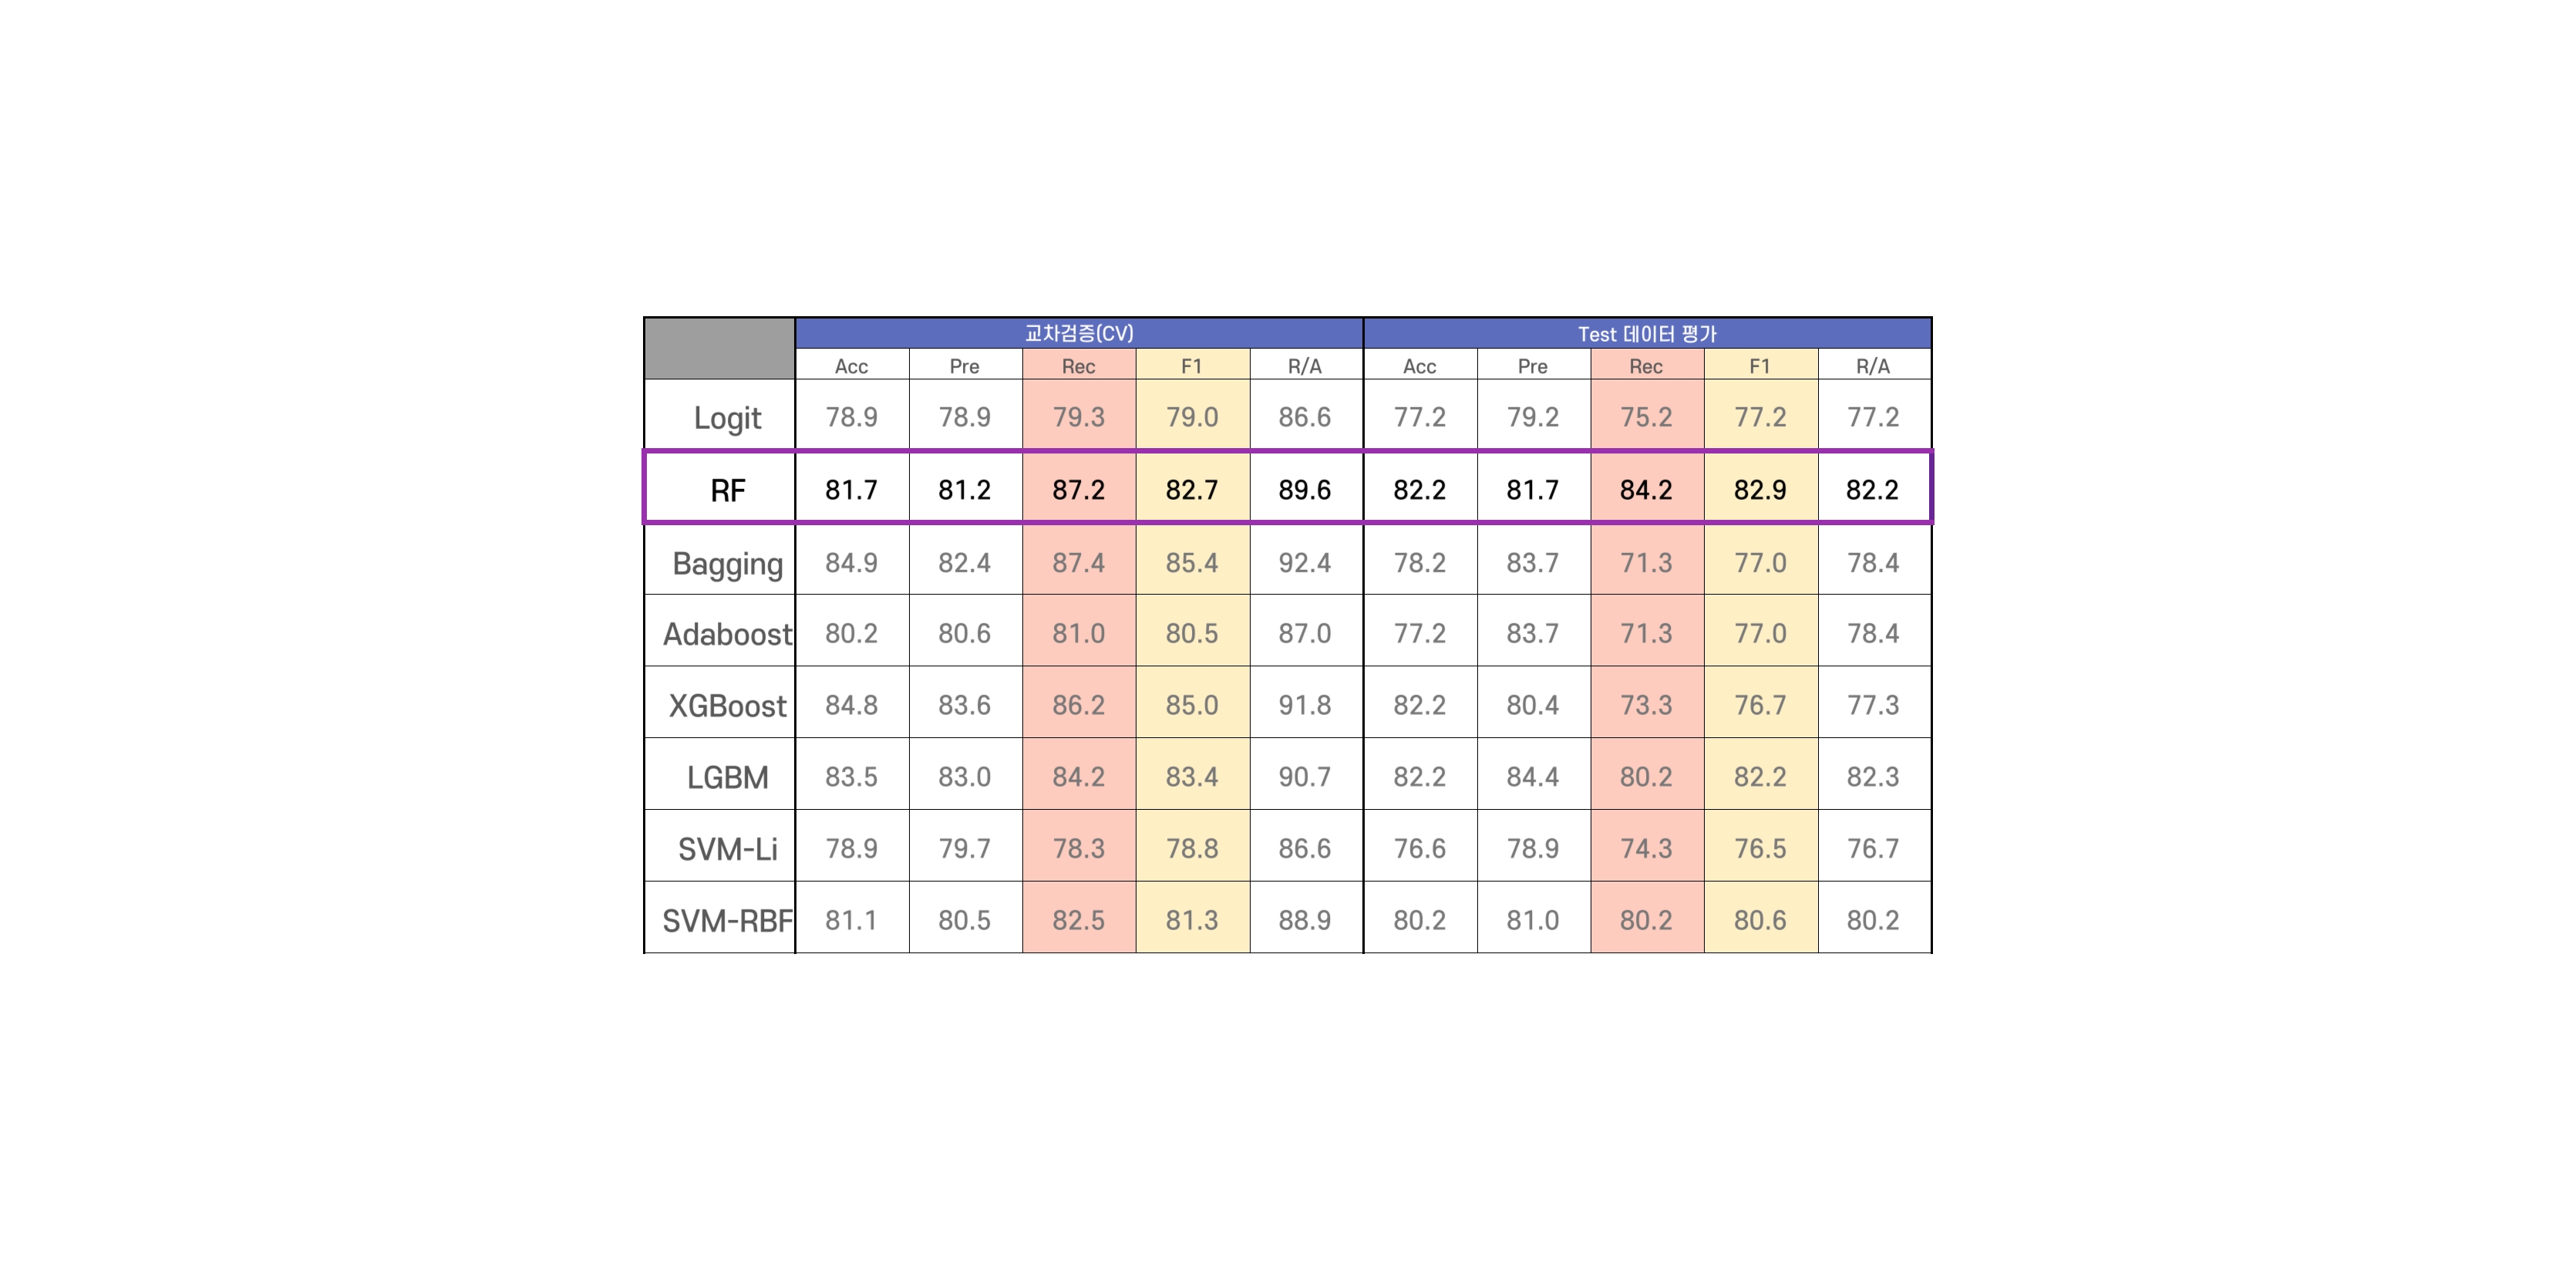 교차검증(CV) Test 데이터 평가
Acc Pre Rec F1 R/A Acc Pre Rec F1 R/A
Logit 78.9 78.9 79.3 79.0 86.6 77.2 79.2 75.2 77.2 77.2
RF 81.7 81.2 87.2 82.7 89.6 82.2 81.7 84.2 82.9 82.2
Bagging 84.9 82.4 87.4 85.4 92.4 78.2 83.7 71.3 77.0 78.4
Adaboost 80.2 80.6 81.0 80.5 87.0 77.2 83.7 71.3 77.0 78.4
XGBoost 84.8 83.6 86.2 85.0 91.8 82.2 80.4 73.3 76.7 77.3
LGBM 83.5 83.0 84.2 83.4 90.7 82.2 84.4 80.2 82.2 82.3
SVM-Li 78.9 79.7 78.3 78.8 86.6 76.6 78.9 74.3 76.5 76.7
SVM-RBF 81.1 80.5 82.5 81.3 88.9 80.2 81.0 80.2 80.6 80.2